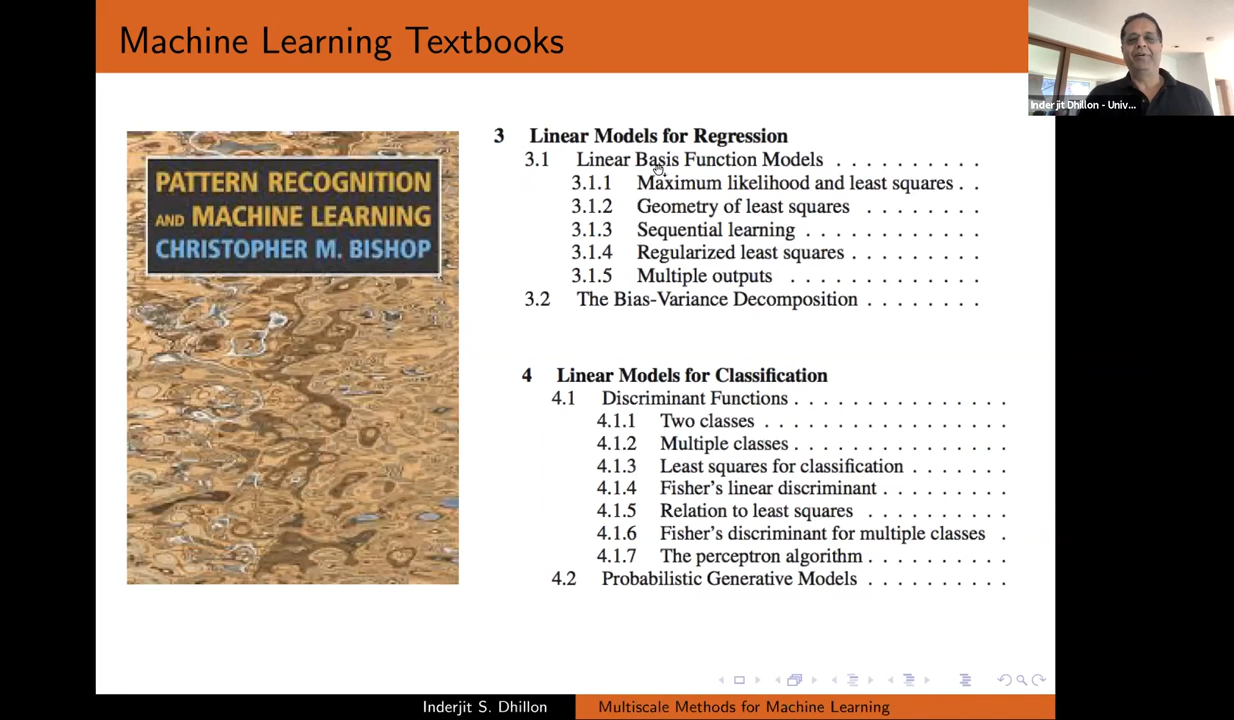 Machine Learning Textbooks
Inderjit Dhillon - Univ...
PATTERN RECOGNITION
AND MACHINE LEARNING
CHRISTOPHER M. BISHOP
3 Linear Models for Regression
3.1 Linear Basis Function Models . . . . . . . . . .
3.1.1 Maximum likelihood and least squares . .
3.1.2 Geometry of least squares . . . . . . . .
3.1.3 Sequential learning . . . . . . . . . . . .
3.1.4 Regularized least squares . . . . . . . . .
3.1.5 Multiple outputs . . . . . . . . . . . . .
3.2 The Bias-Variance Decomposition . . . . . . . .
4 Linear Models for Classification
4.1 Discriminant Functions . . . . . . . . . . . . . . .
4.1.1 Two classes . . . . . . . . . . . . . . . . .
4.1.2 Multiple classes . . . . . . . . . . . . . . .
4.1.3 Least squares for classification . . . . . . .
4.1.4 Fisher's linear discriminant . . . . . . . . .
4.1.5 Relation to least squares . . . . . . . . . .
4.1.6 Fisher's discriminant for multiple classes .
4.1.7 The perceptron algorithm . . . . . . . . . .
4.2 Probabilistic Generative Models . . . . . . . . . .
Inderjit S. Dhillon
Multiscale Methods for Machine Learning